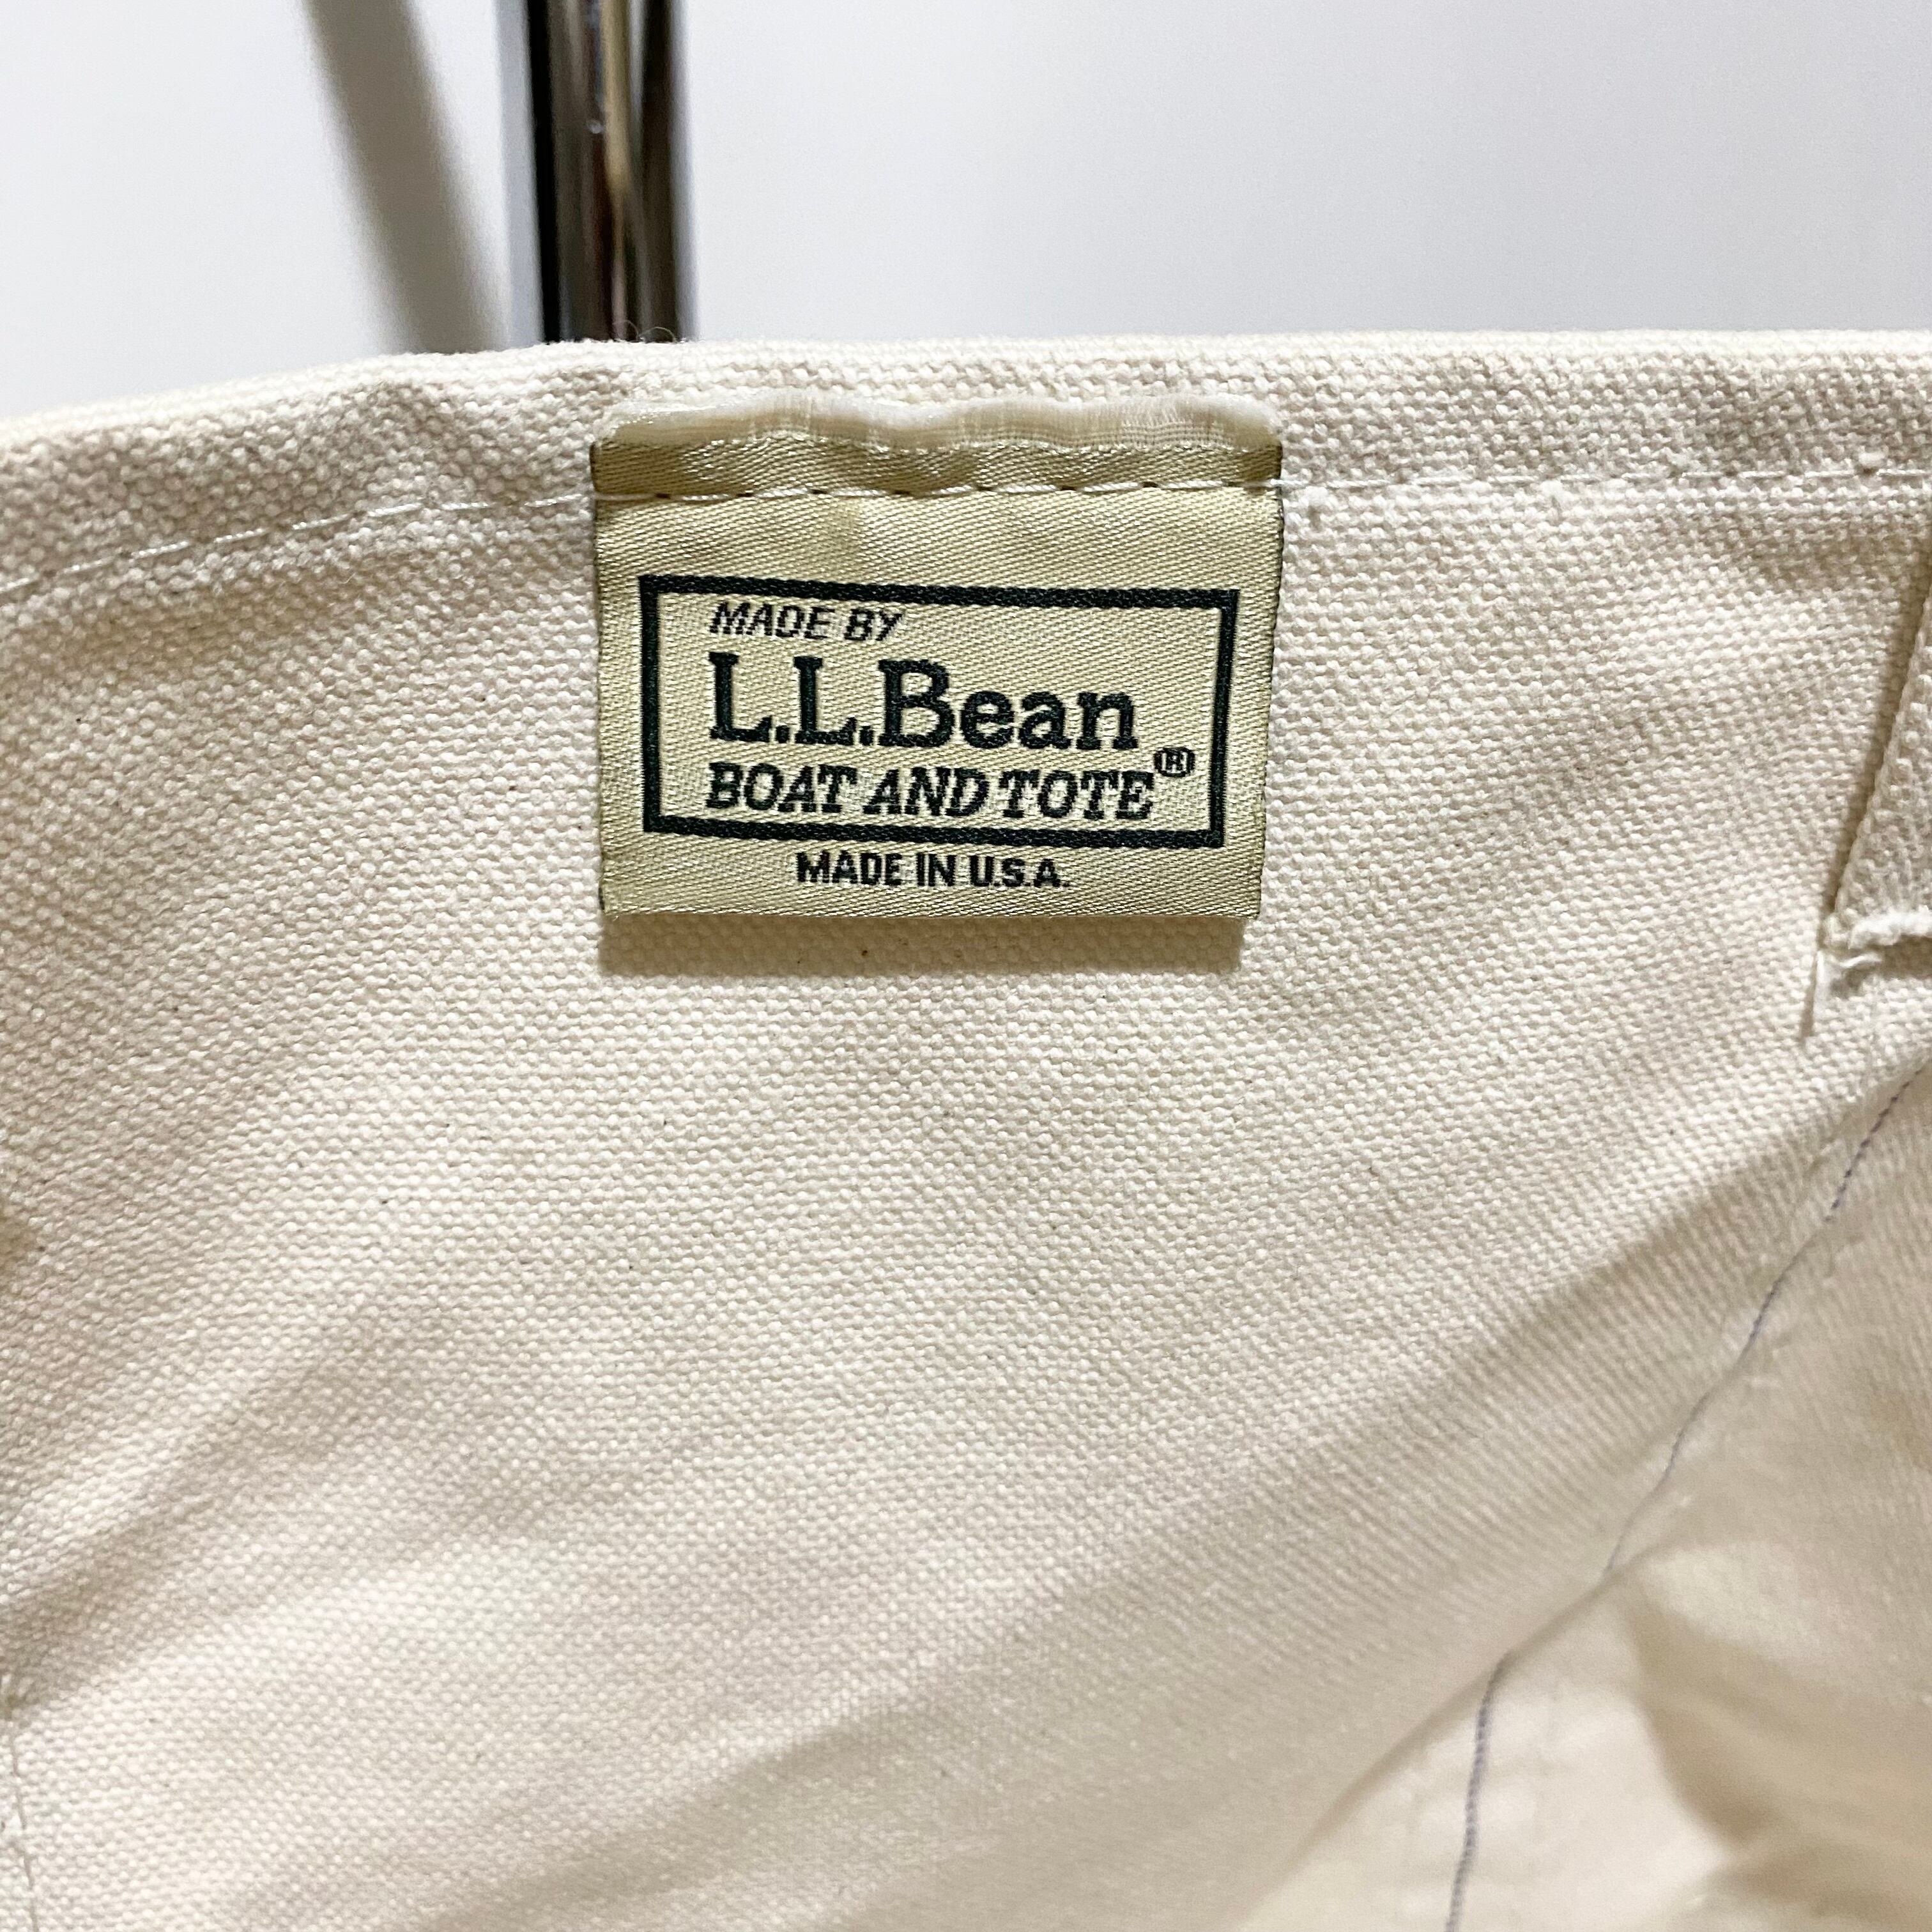 MADE BY
L.L.Bean
BOAT AND TOTE®
MADE IN U.S.A.